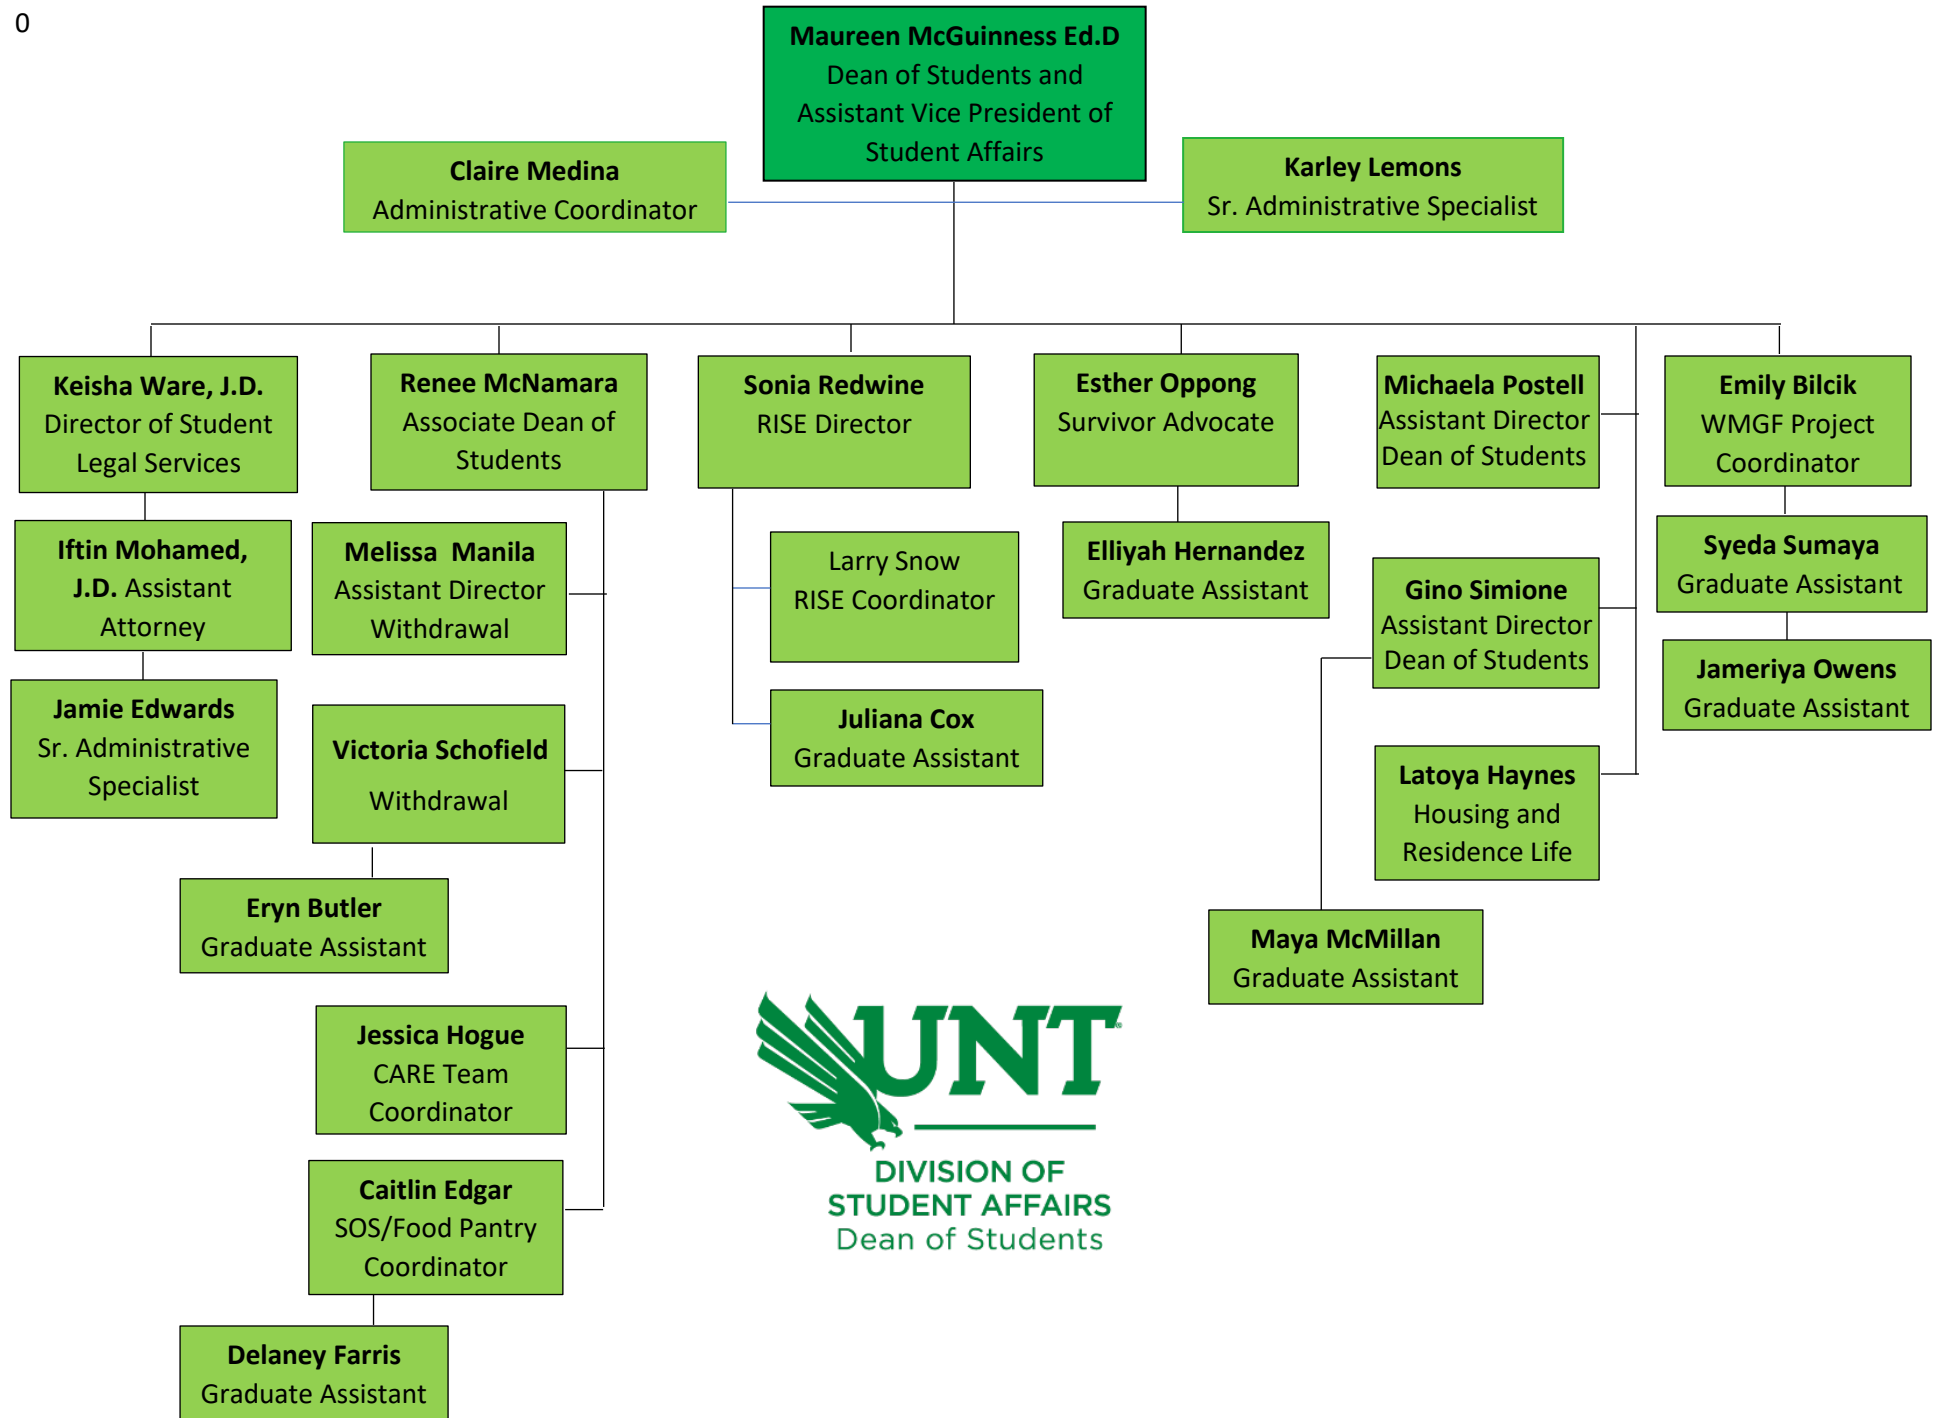 0
Maureen McGuinness Ed.D
Dean of Students and
Assistant Vice President of
Student Affairs
Claire Medina
Administrative Coordinator
Karley Lemons
Sr. Administrative Specialist
Keisha Ware, J.D.
Director of Student
Legal Services
Renee McNamara
Associate Dean of
Students
Sonia Redwine
RISE Director
Esther Oppong
Survivor Advocate
Michaela Postell
Assistant Director
Dean of Students
Emily Bilcik
WMGF Project
Coordinator
Iftin Mohamed,
J.D. Assistant
Attorney
Melissa  Manila
Assistant Director
Withdrawal
Larry Snow
RISE Coordinator
Elliyah Hernandez
Graduate Assistant
Gino Simione
Assistant Director
Dean of Students
Syeda Sumaya
Graduate Assistant
Jameriya Owens
Graduate Assistant
Jamie Edwards
Sr. Administrative
Specialist
Victoria Schofield
Withdrawal
Juliana Cox
Graduate Assistant
Latoya Haynes
Housing and
Residence Life
Eryn Butler
Graduate Assistant
Maya McMillan
Graduate Assistant
Jessica Hogue
CARE Team
Coordinator
UNT
DIVISION OF
STUDENT AFFAIRS
Dean of Students
Caitlin Edgar
SOS/Food Pantry
Coordinator
Delaney Farris
Graduate Assistant